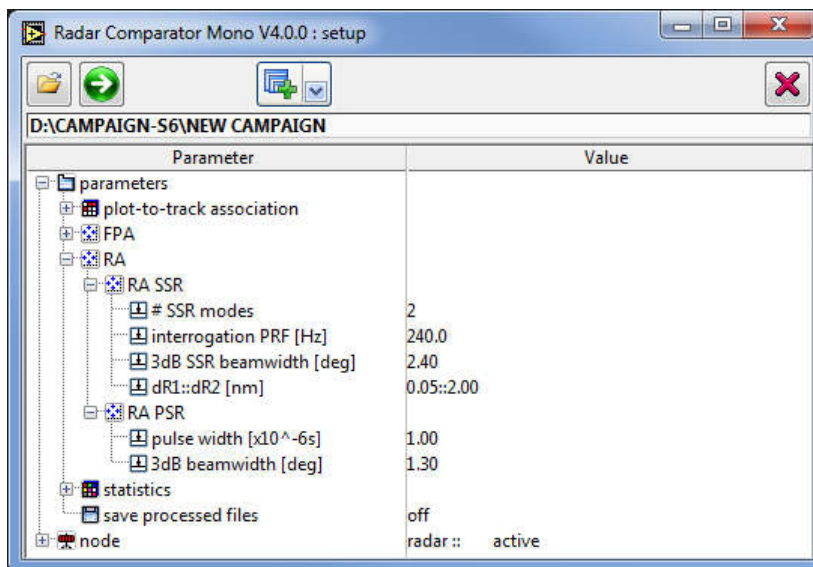 Radar Comparator Mono V4.0.0 : setup
D:\CAMPAIGN-S6\NEW CAMPAIGN
Parameter Value
parameters
plot-to-track association
FPA
RA
RA SSR
# SSR modes 2
interrogation PRF [Hz] 240.0
3dB SSR beamwidth [deg] 2.40
dR1::dR2 [nm] 0.05::2.00
RA PSR
pulse width [x10^-6s] 1.00
3dB beamwidth [deg] 1.30
statistics
save processed files off
node radar :: active